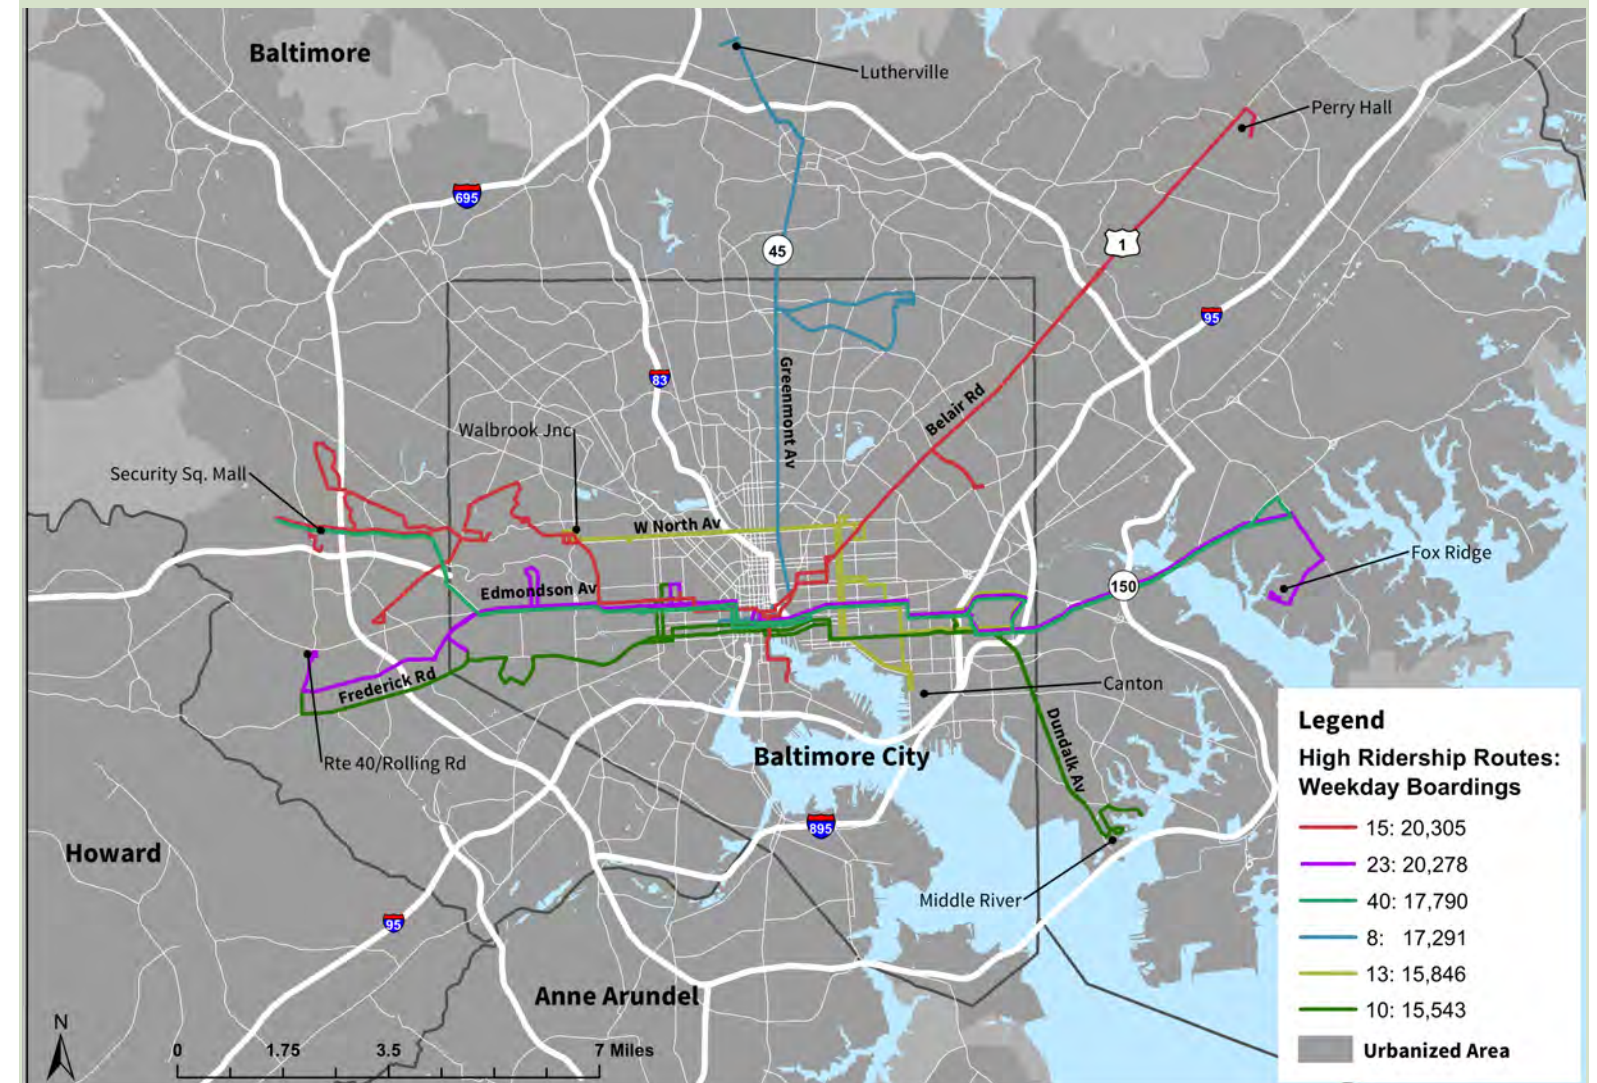 Baltimore
Lutherville
Perry Hall
695
45
1
95
83
Greenmont Av
Belair Rd
Walbrook Jnc
Security Sq. Mall
W North Av
Fox Ridge
Edmondson Av
150
Frederick Rd
Canton
Rte 40/Rolling Rd
Dundalk Av
Baltimore City
895
Howard
Middle River
95
Anne Arundel
N
0 1.75 3.5 7 Miles
Legend
High Ridership Routes:
Weekday Boardings
15: 20,305
23: 20,278
40: 17,790
8: 17,291
13: 15,846
10: 15,543
Urbanized Area